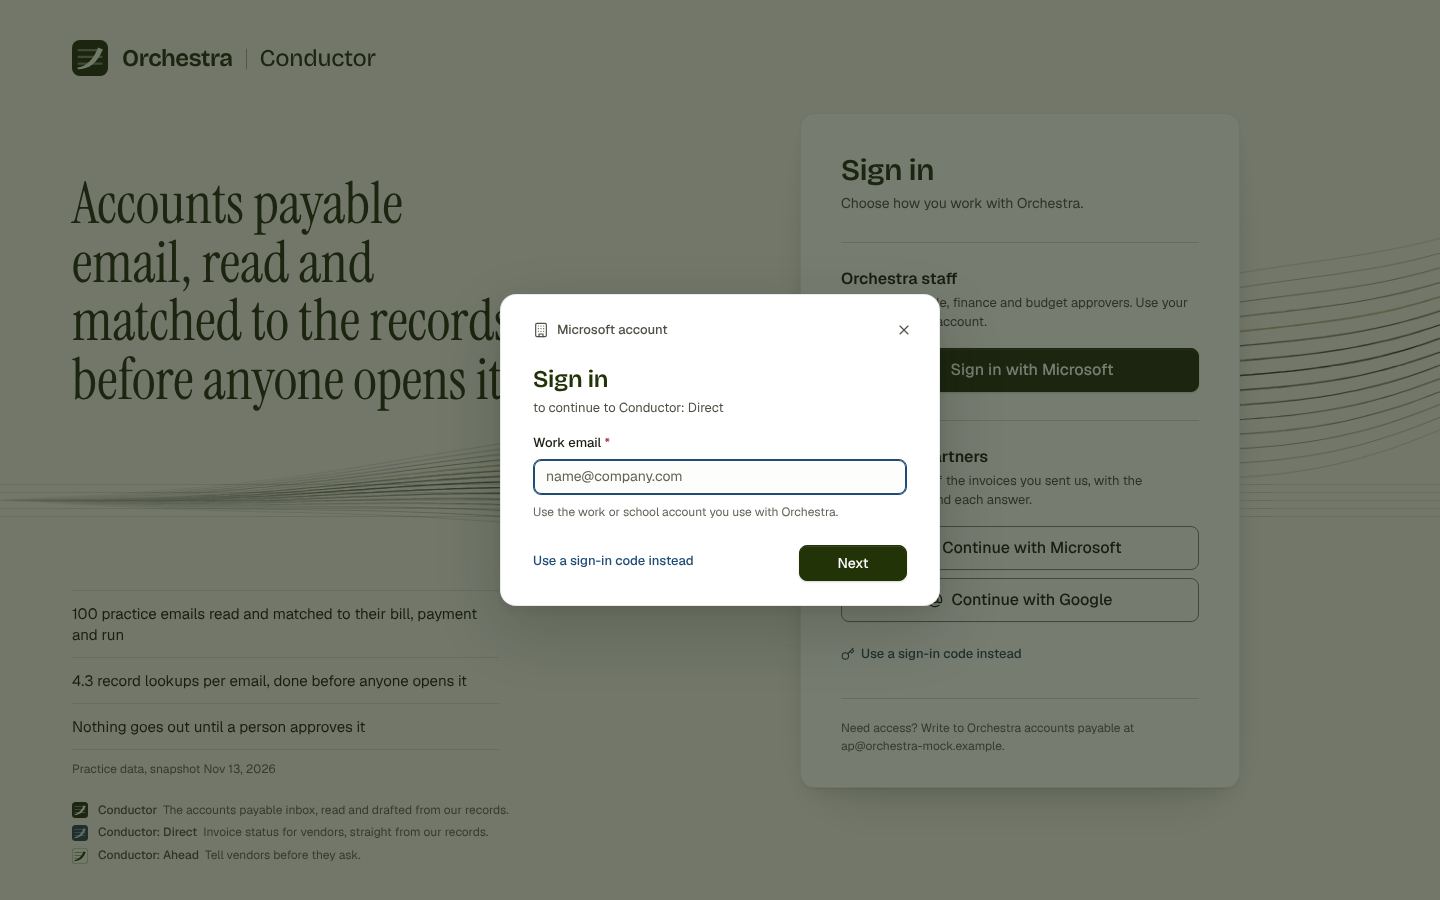 Orchestra | Conductor
Accounts payable
email, read and
matched to the records
before anyone opens it
100 practice emails read and matched to their bill, payment
and run
4.3 record lookups per email, done before anyone opens it
Nothing goes out until a person approves it
Practice data, snapshot Nov 13, 2026
Conductor The accounts payable inbox, read and drafted from our records.
Conductor: Direct Invoice status for vendors, straight from our records.
Conductor: Ahead Tell vendors before they ask.
Microsoft account
Sign in
to continue to Conductor: Direct
Work email *
name@company.com
Use the work or school account you use with Orchestra.
Use a sign-in code instead
Next
Sign in
Choose how you work with Orchestra.
Orchestra staff
finance and budget approvers. Use your
account.
Sign in with Microsoft
the invoices you sent us, with the
each answer.
Continue with Microsoft
Continue with Google
Use a sign-in code instead
Need access? Write to Orchestra accounts payable at
ap@orchestra-mock.example.